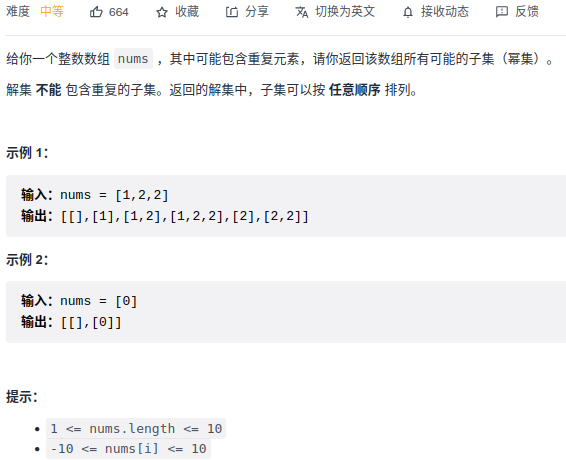 难度 中等 664 收藏 分享 切换为英文 接收动态 反馈
给你一个整数数组 nums ，其中可能包含重复元素，请你返回该数组所有可能的子集（幂集）。
解集 不能 包含重复的子集。返回的解集中，子集可以按 任意顺序 排列。
示例 1：
输入：nums = [1,2,2]
输出：[[],[1],[1,2],[1,2,2],[2],[2,2]]
示例 2：
输入：nums = [0]
输出：[[],[0]]
提示：
1 <= nums.length <= 10
-10 <= nums[i] <= 10